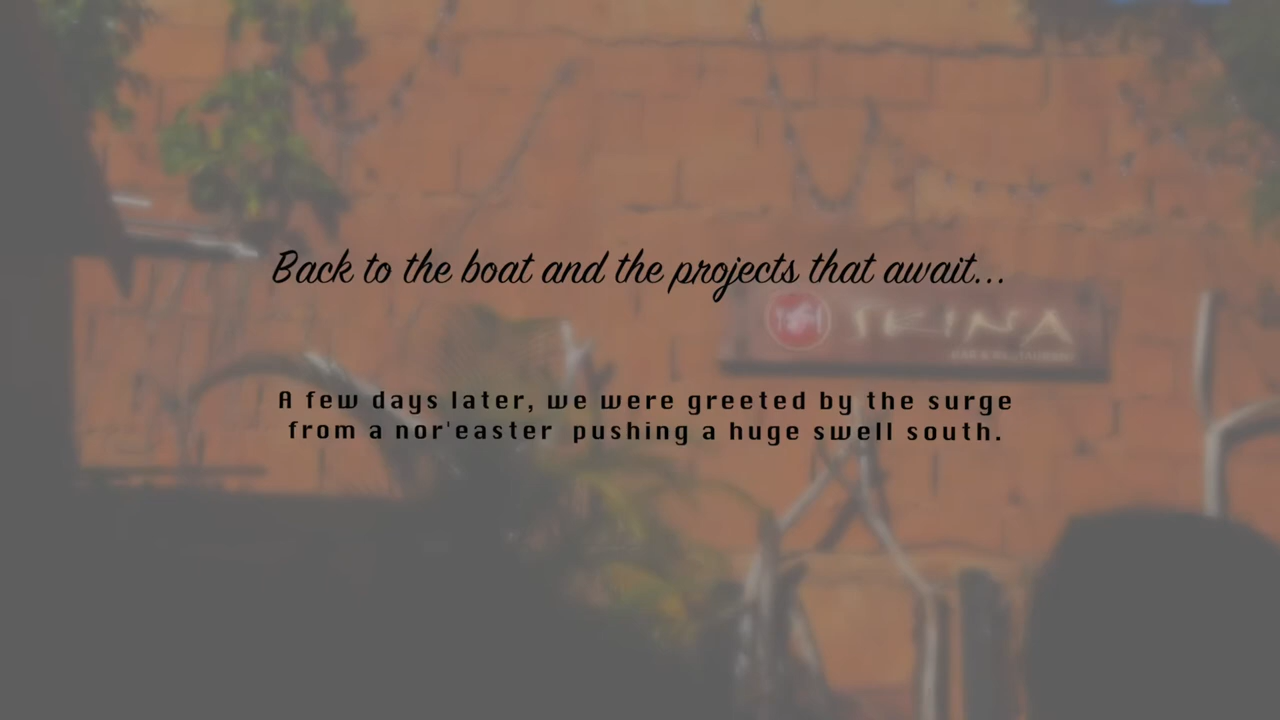 Back to the boat and the projects that await...
SKINA
A few days later, we were greeted by the surge
from a nor'easter pushing a huge swell south.